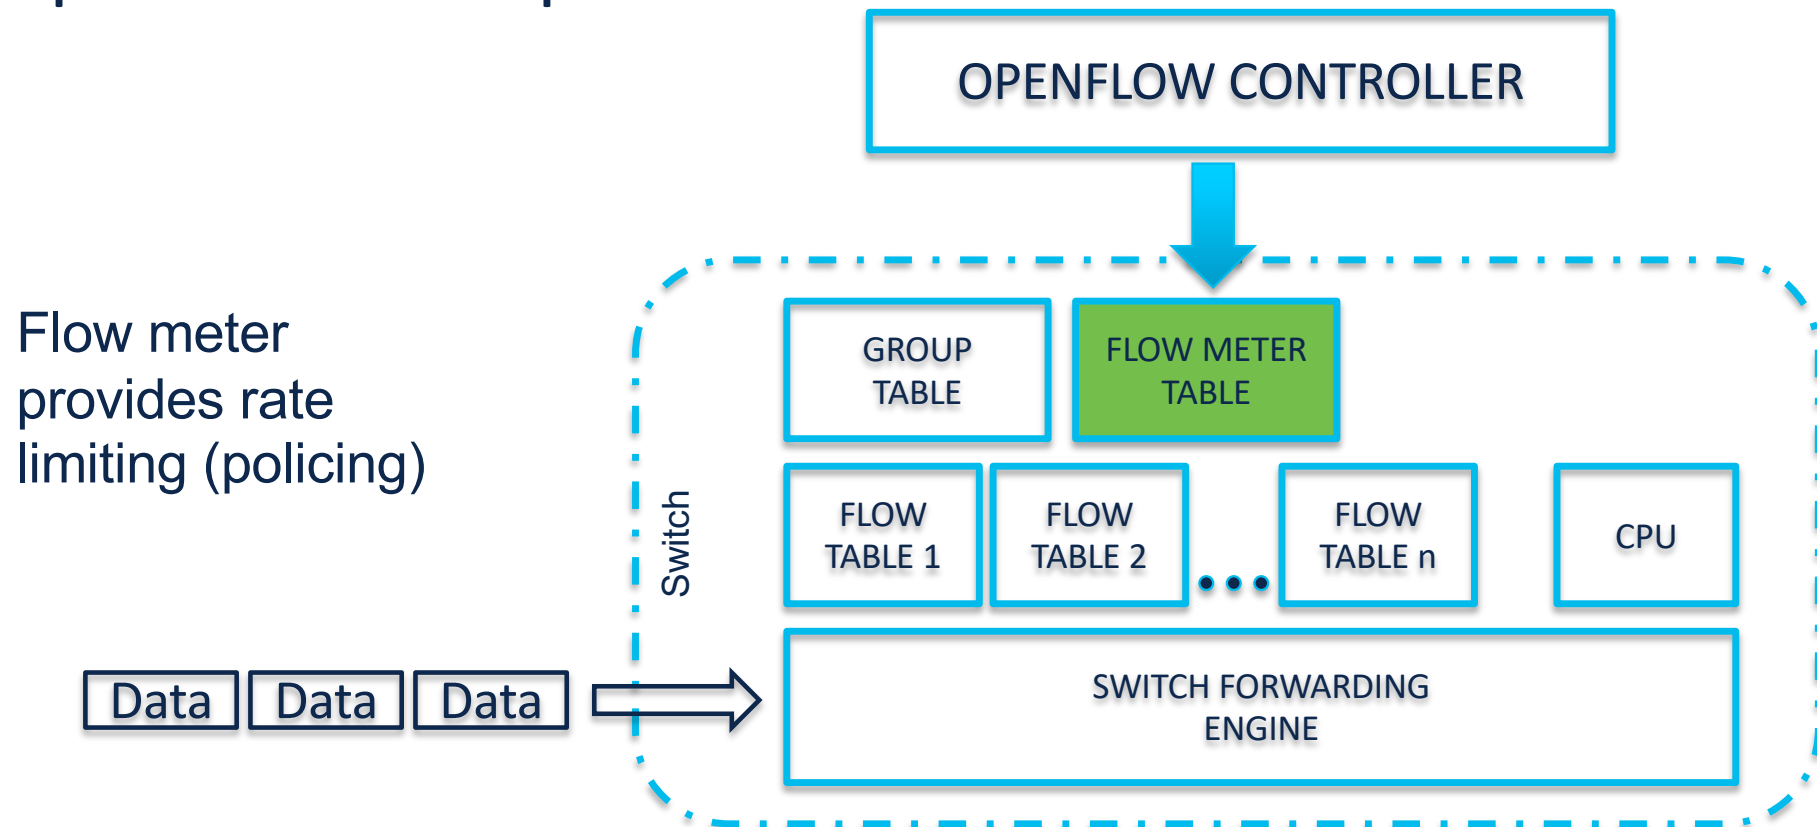 OPENFLOW CONTROLLER
Flow meter
provides rate
limiting (policing)
GROUP
TABLE
FLOW METER
TABLE
Switch
FLOW
TABLE 1
FLOW
TABLE 2
FLOW
TABLE n
CPU
Data
Data
Data
SWITCH FORWARDING
ENGINE